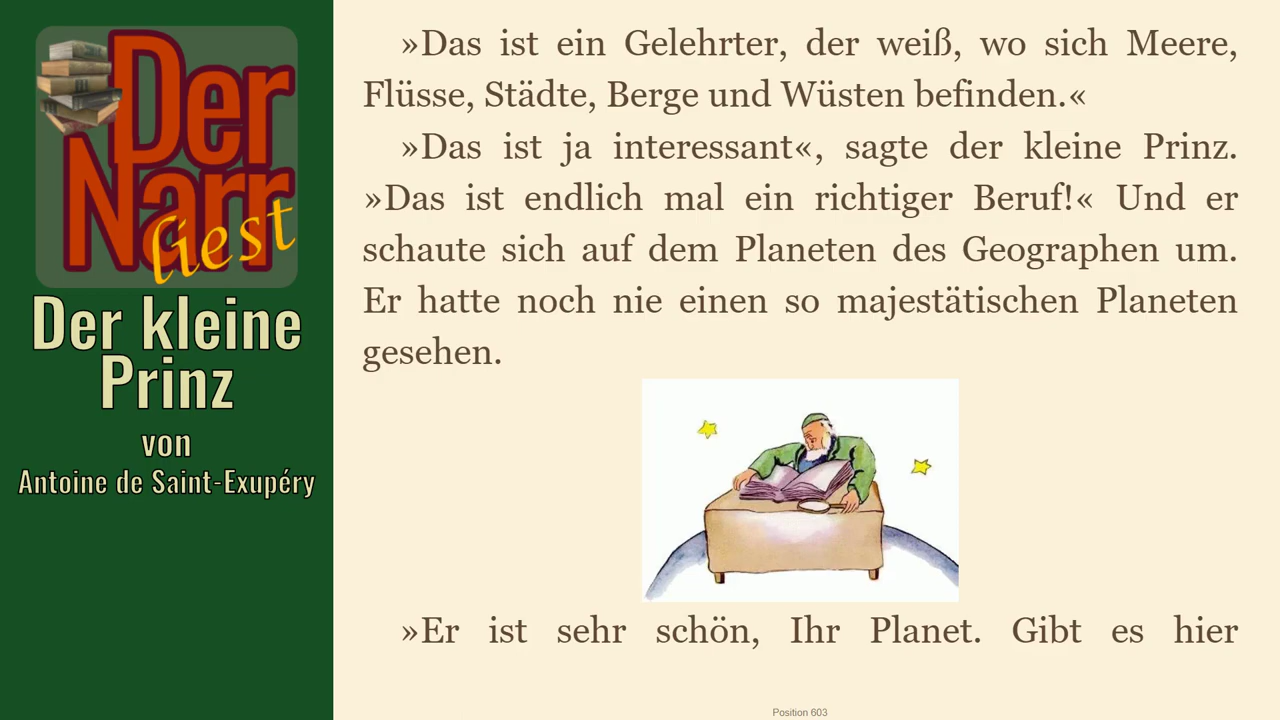 Der
Narr
liest
Der kleine
Prinz
von
Antoine de Saint-Exupéry
»Das ist ein Gelehrter, der weiß, wo sich Meere,
Flüsse, Städte, Berge und Wüsten befinden.«
»Das ist ja interessant«, sagte der kleine Prinz.
»Das ist endlich mal ein richtiger Beruf!« Und er
schaute sich auf dem Planeten des Geographen um.
Er hatte noch nie einen so majestätischen Planeten
gesehen.
»Er ist sehr schön, Ihr Planet. Gibt es hier
Position 603